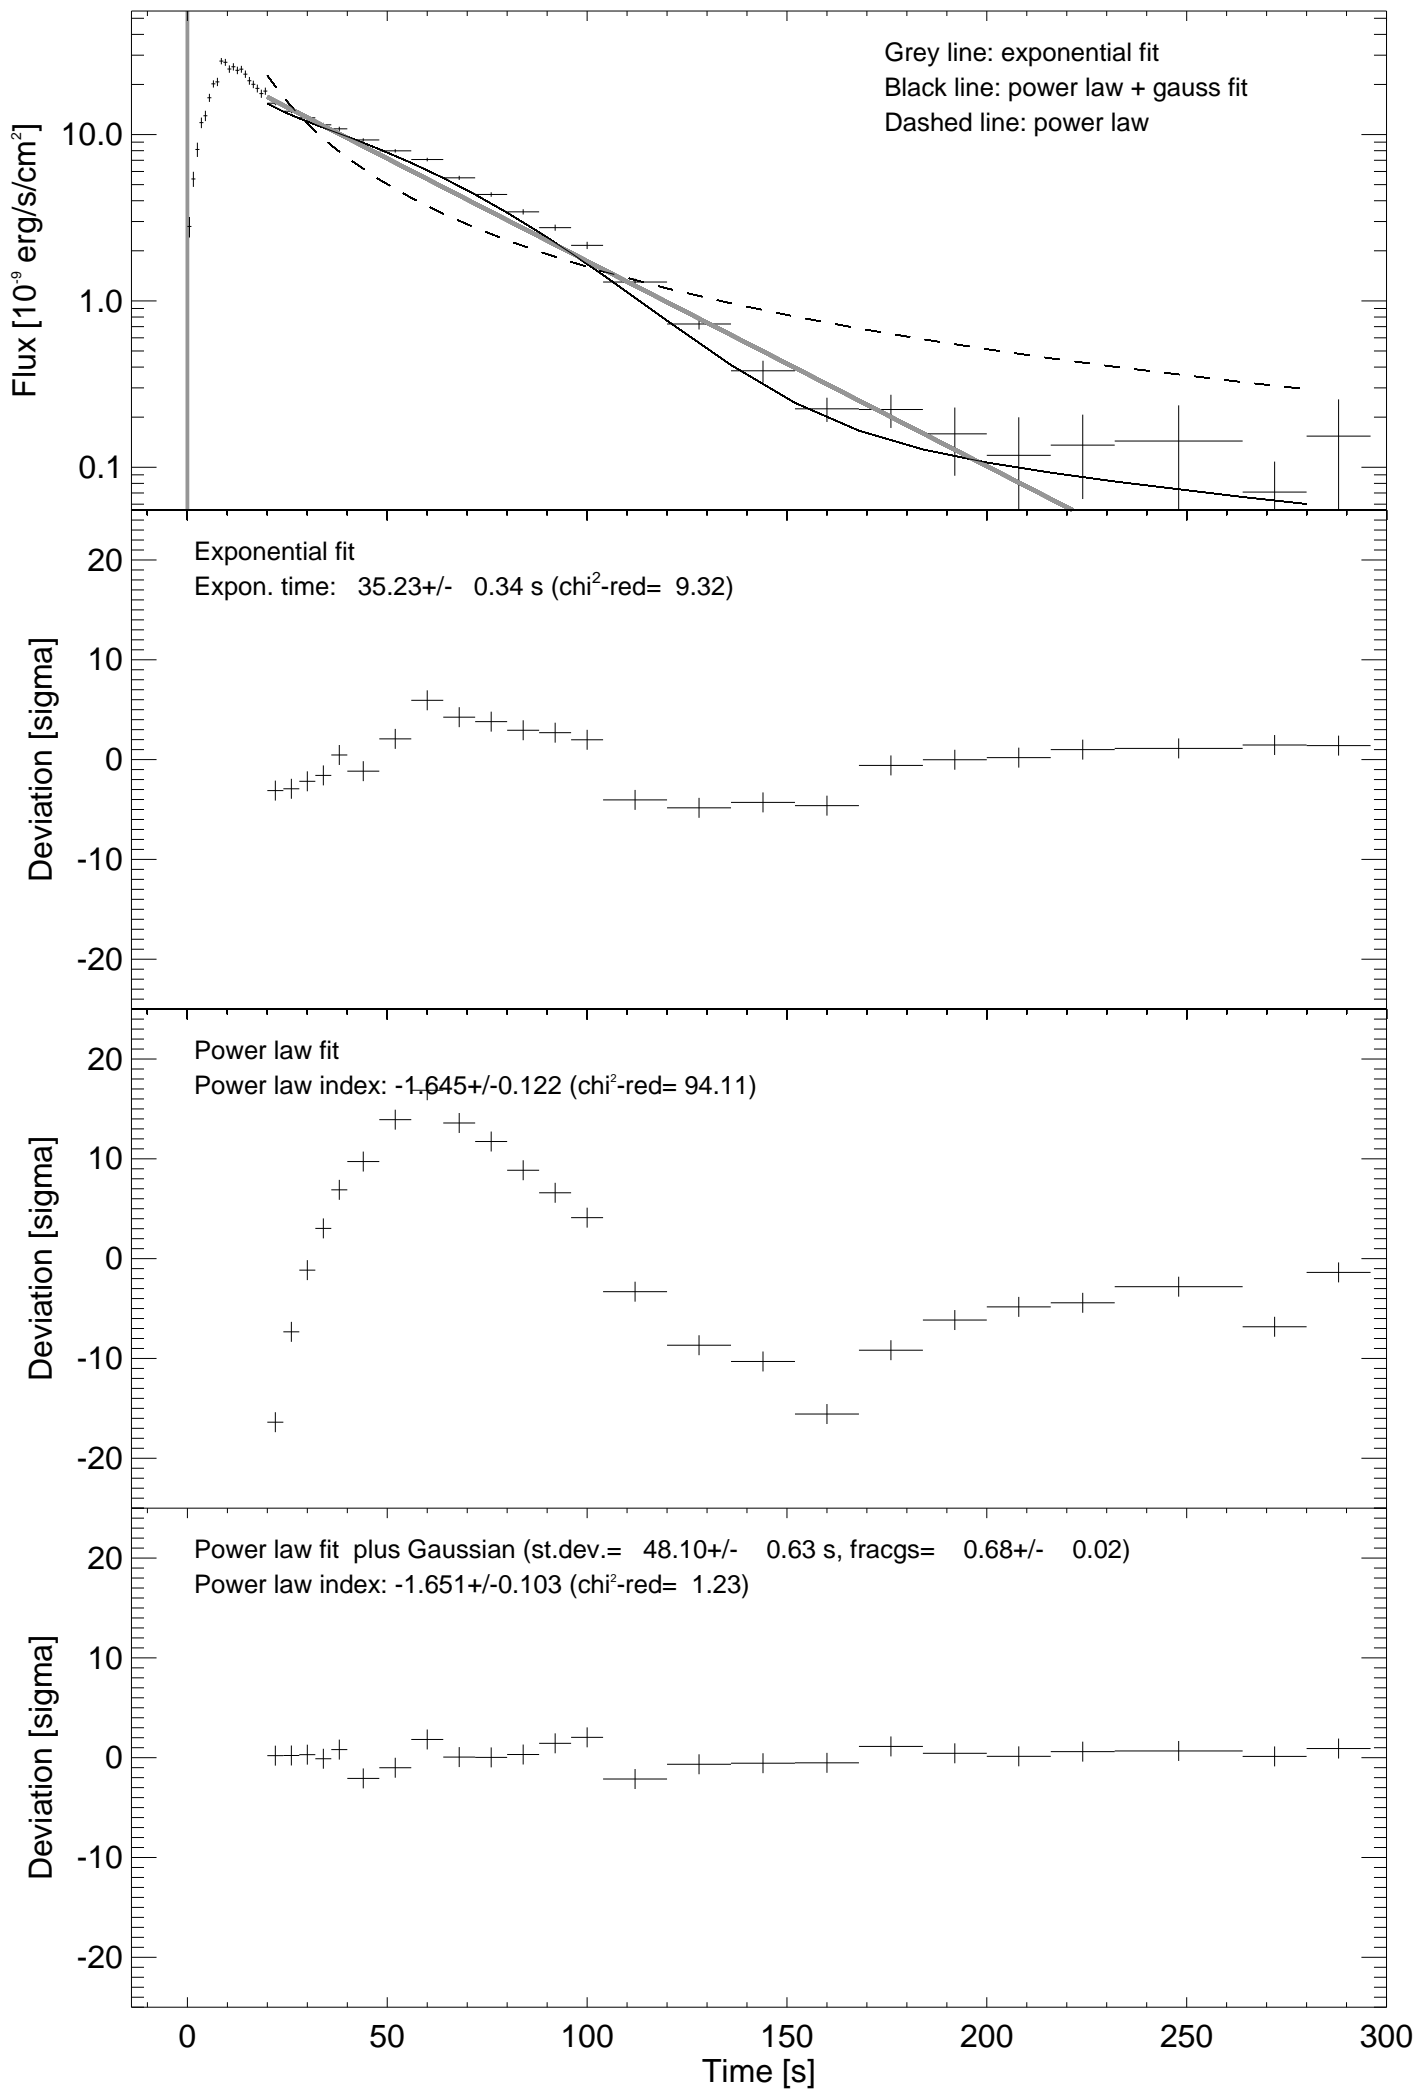 Grey line: exponential fit
Black line: power law + gauss fit
Dashed line: power law
Flux [10⁻⁹ erg/s/cm²]
10.0
1.0
0.1
Exponential fit
Expon. time: 35.23+/- 0.34 s (chi²-red= 9.32)
Deviation [sigma]
20
10
0
-10
-20
Power law fit
Power law index: -1.645+/-0.122 (chi²-red= 94.11)
Deviation [sigma]
20
10
0
-10
-20
Power law fit plus Gaussian (st.dev.= 48.10+/- 0.63 s, fracgs= 0.68+/- 0.02)
Power law index: -1.651+/-0.103 (chi²-red= 1.23)
Deviation [sigma]
20
10
0
-10
-20
0 50 100 150 200 250 300
Time [s]